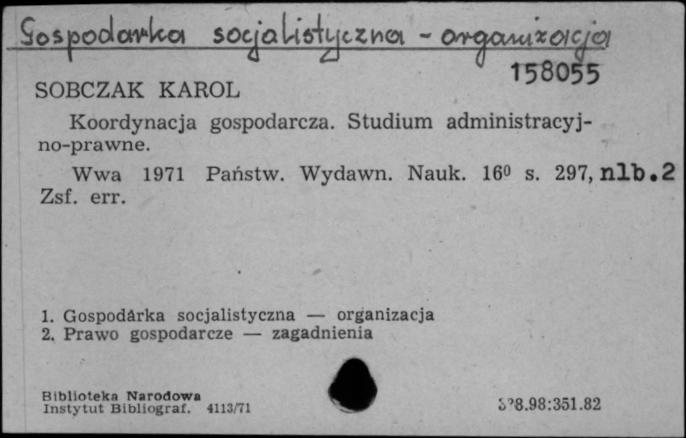 Gospodarka socjalistyczna - organizacja
158055
SOBCZAK KAROL
Koordynacja gospodarcza. Studium administracyj-
no-prawne.
Wwa 1971 Państw. Wydawn. Nauk. 16⁰ s. 297, nlb.2
Zsf. err.
1. Gospodárka socjalistyczna — organizacja
2. Prawo gospodarcze — zagadnienia
Biblioteka Narodowa
Instytut Bibliograf. 4113/71
8.98:351.82